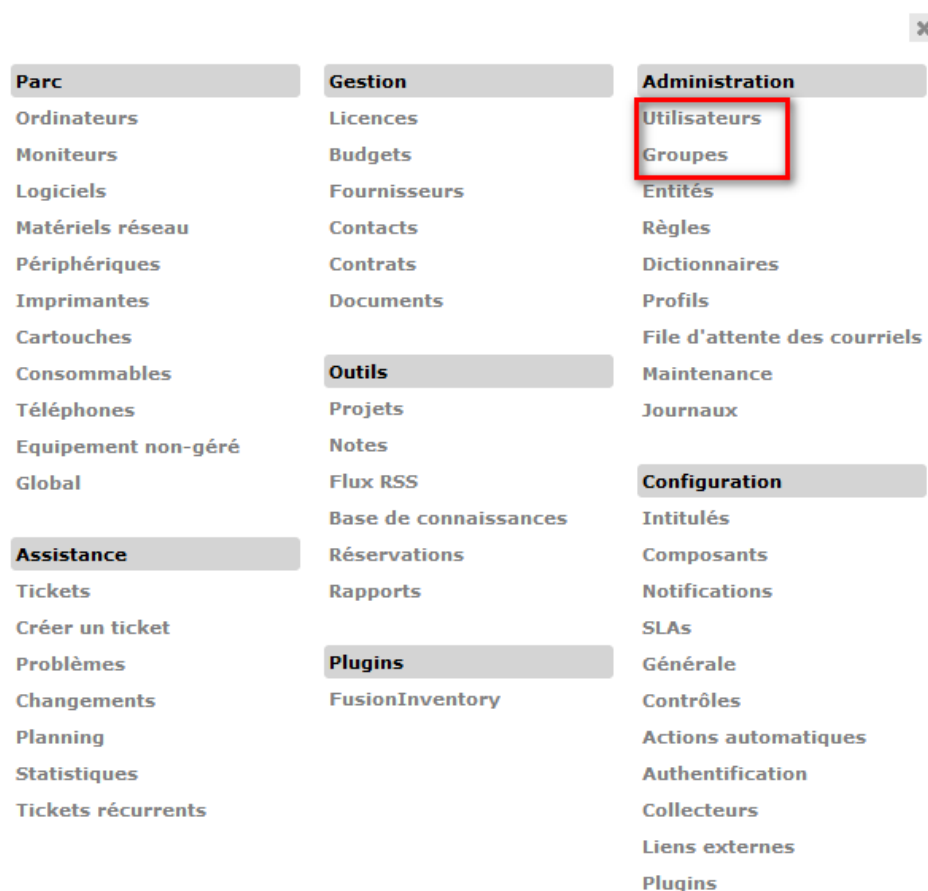 Parc
Ordinateurs
Moniteurs
Logiciels
Matériels réseau
Périphériques
Imprimantes
Cartouches
Consommables
Téléphones
Equipement non-géré
Global
Assistance
Tickets
Créer un ticket
Problèmes
Changements
Planning
Statistiques
Tickets récurrents
Gestion
Licences
Budgets
Fournisseurs
Contacts
Contrats
Documents
Outils
Projets
Notes
Flux RSS
Base de connaissances
Réservations
Rapports
Plugins
FusionInventory
Administration
Utilisateurs
Groupes
Entités
Règles
Dictionnaires
Profils
File d'attente des courriels
Maintenance
Journaux
Configuration
Intitulés
Composants
Notifications
SLAs
Générale
Contrôles
Actions automatiques
Authentification
Collecteurs
Liens externes
Plugins